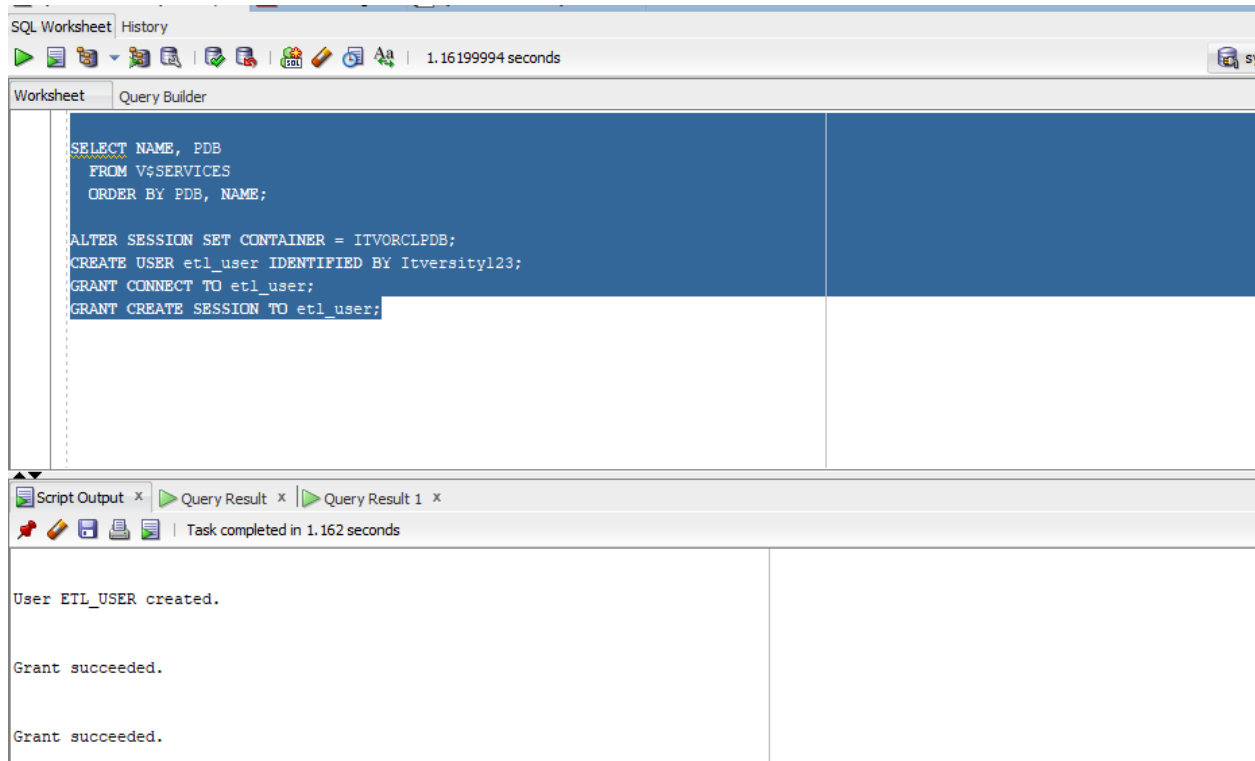 SQL Worksheet History
1.16199994 seconds
Worksheet Query Builder
SELECT NAME, PDB
FROM V$SERVICES
ORDER BY PDB, NAME;
ALTER SESSION SET CONTAINER = ITVORCLPDB;
CREATE USER etl_user IDENTIFIED BY Itversity123;
GRANT CONNECT TO etl_user;
GRANT CREATE SESSION TO etl_user;
Script Output x Query Result x Query Result 1 x
Task completed in 1.162 seconds
User ETL_USER created.
Grant succeeded.
Grant succeeded.